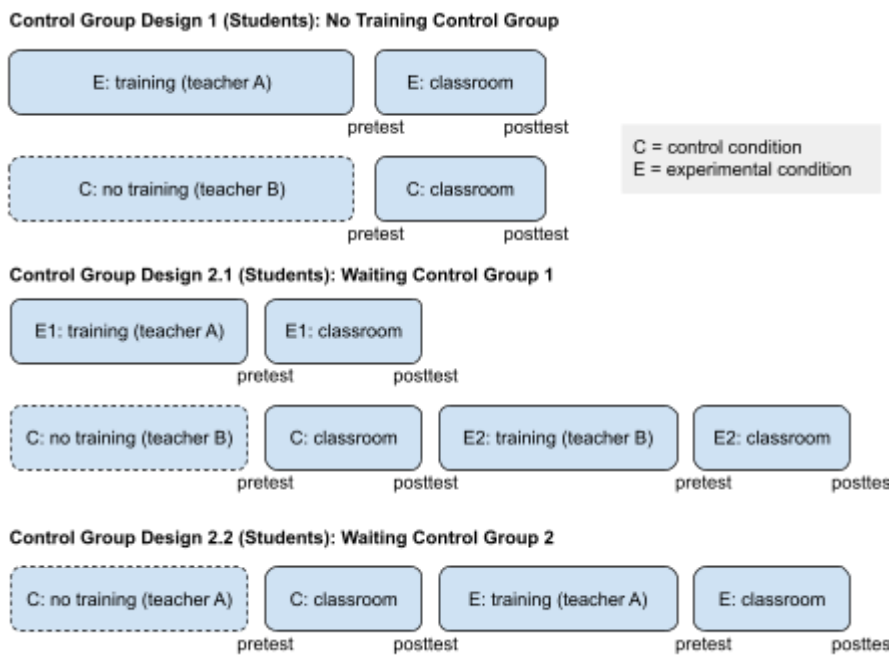 Control Group Design 1 (Students): No Training Control Group
E: training (teacher A)
E: classroom
pretest
posttest
C = control condition
E = experimental condition
C: no training (teacher B)
C: classroom
pretest
posttest
Control Group Design 2.1 (Students): Waiting Control Group 1
E1: training (teacher A)
E1: classroom
pretest
posttest
C: no training (teacher B)
C: classroom
E2: training (teacher B)
E2: classroom
pretest
posttest
pretest
posttes
Control Group Design 2.2 (Students): Waiting Control Group 2
C: no training (teacher A)
C: classroom
E: training (teacher A)
E: classroom
pretest
posttest
pretest
posttes